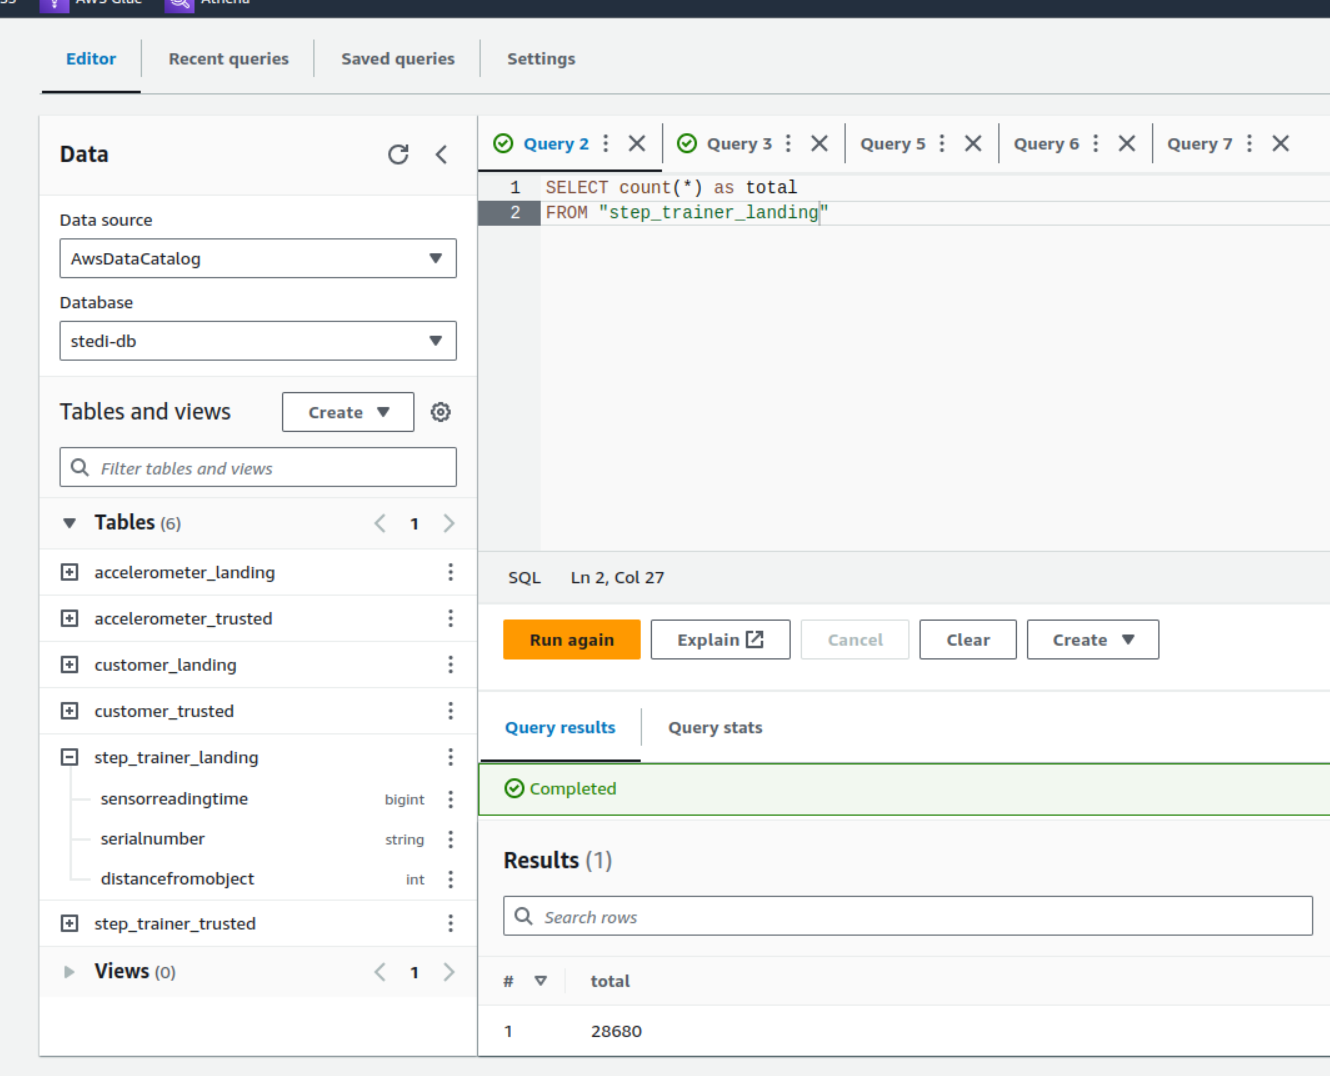 AWS Glue Athena
Editor Recent queries Saved queries Settings
Data
Data source
AwsDataCatalog
Database
stedi-db
Tables and views Create
Filter tables and views
Tables (6) 1
accelerometer_landing
accelerometer_trusted
customer_landing
customer_trusted
step_trainer_landing
sensorreadingtime bigint
serialnumber string
distancefromobject int
step_trainer_trusted
Views (0) 1
Query 2 Query 3 Query 5 Query 6 Query 7
1 SELECT count(*) as total
2 FROM "step_trainer_landing"
SQL Ln 2, Col 27
Run again Explain Cancel Clear Create
Query results Query stats
Completed
Results (1)
Search rows
# total
1 28680